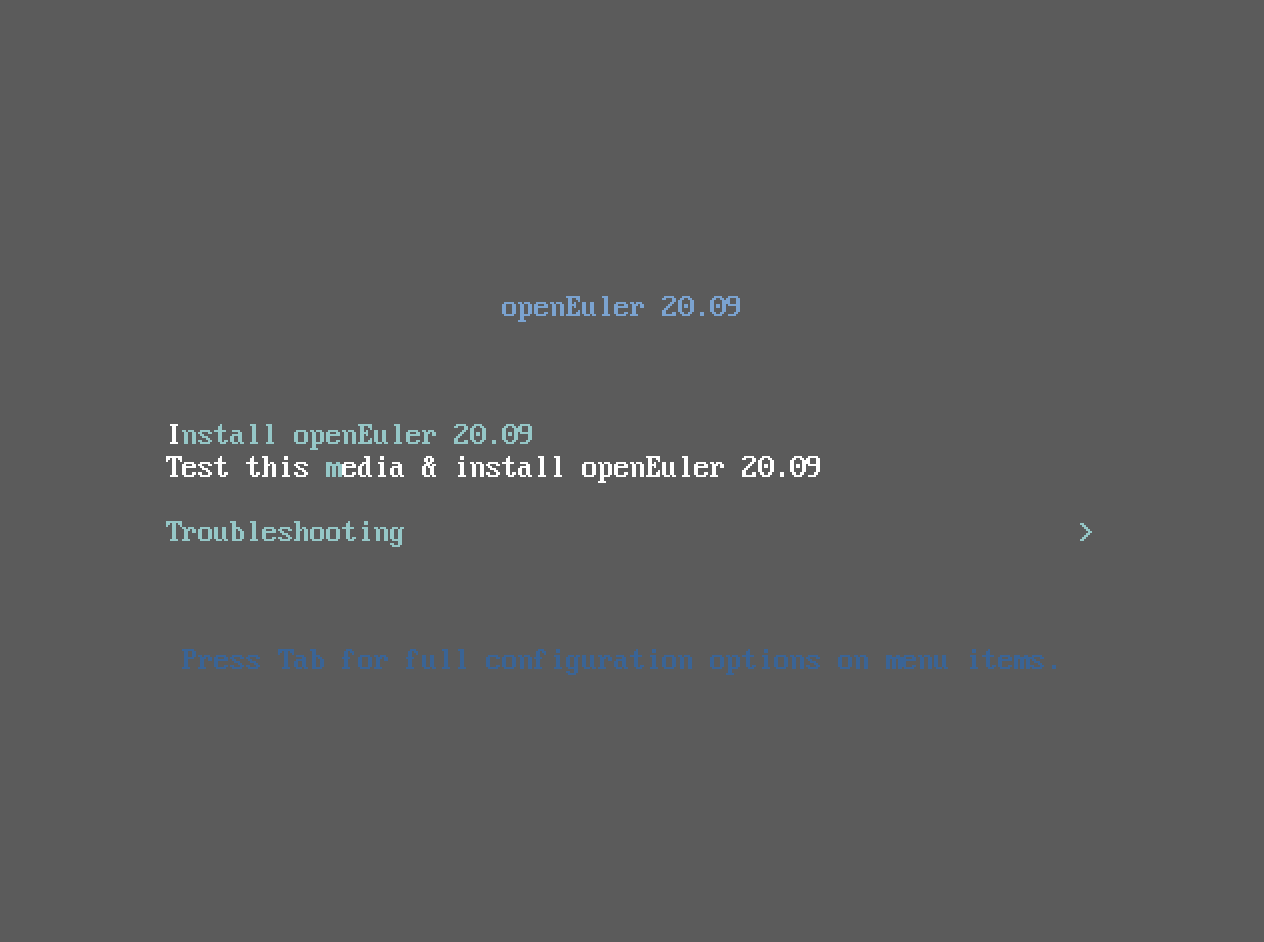 openEuler 20.09
Install openEuler 20.09
Test this media & install openEuler 20.09
Troubleshooting >
Press Tab for full configuration options on menu items.